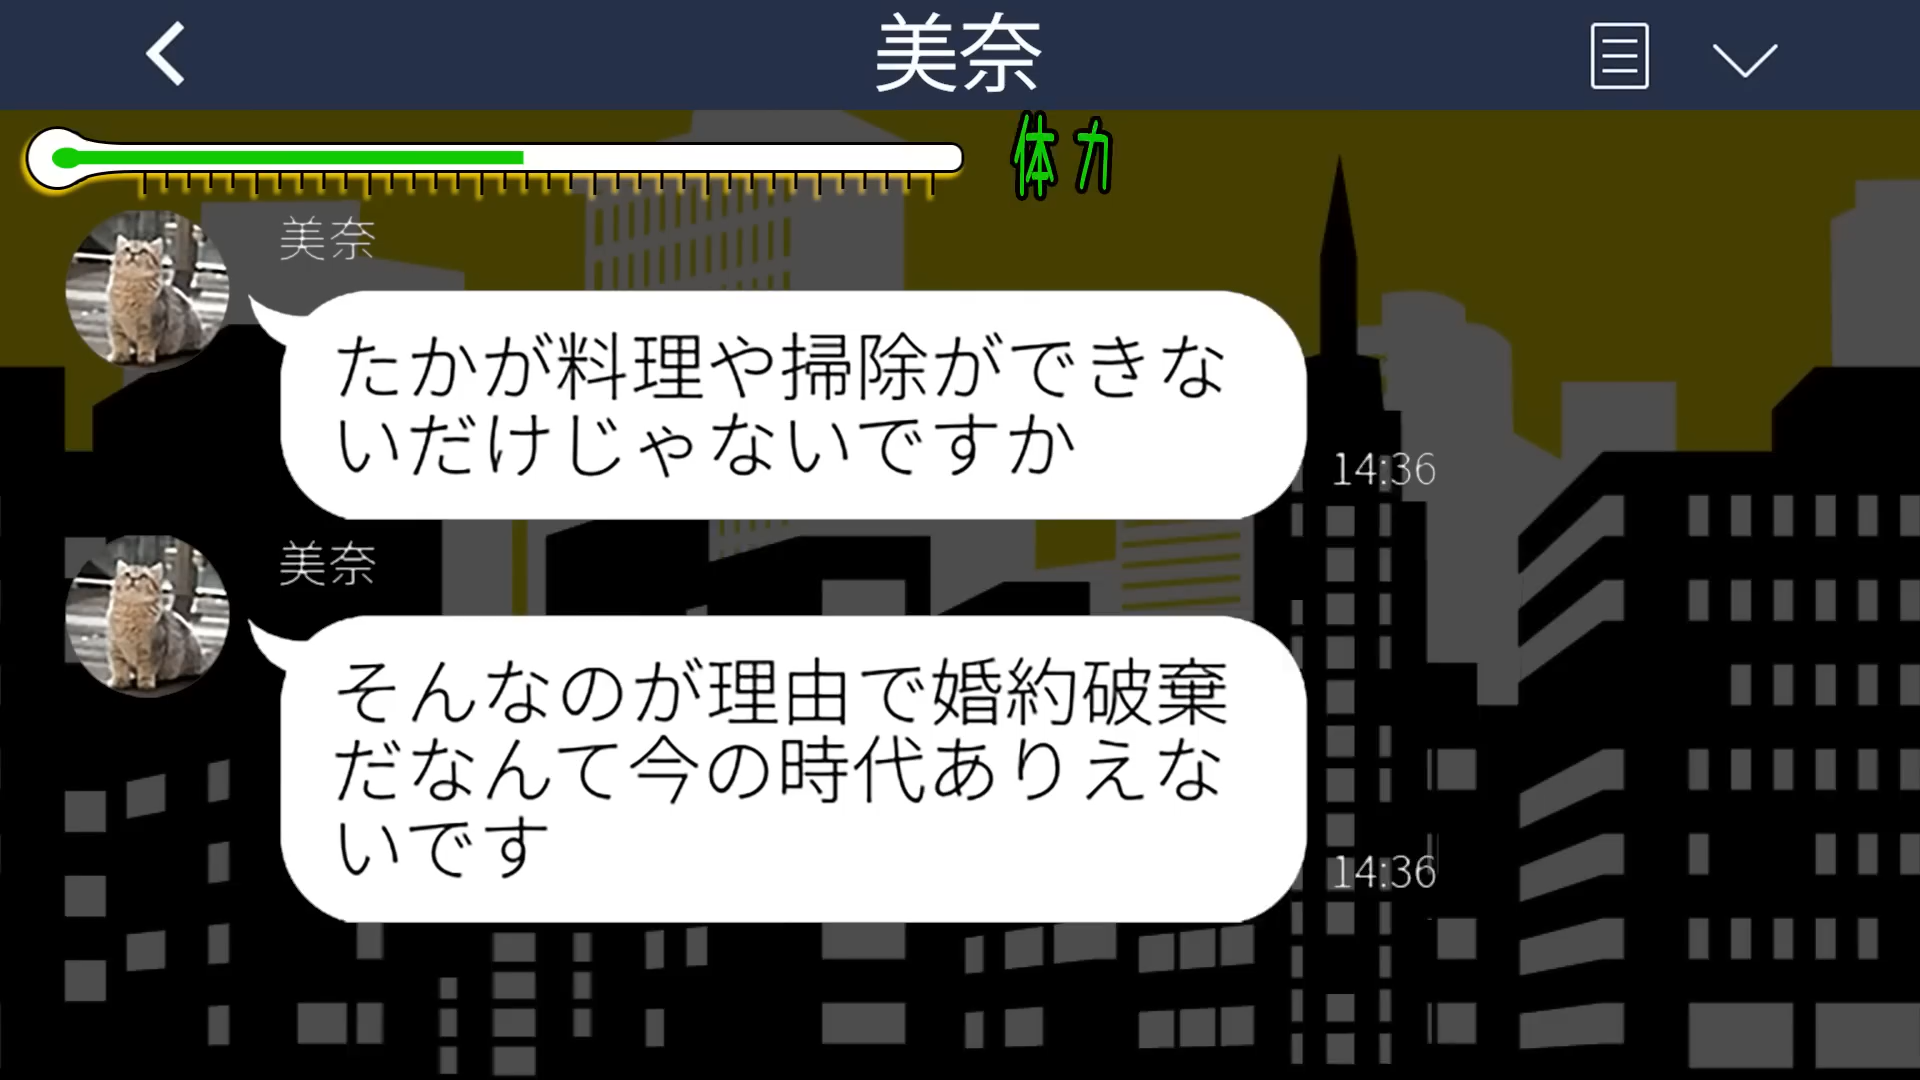 美奈
体力
美奈
たかが料理や掃除ができな
いだけじゃないですか
14:36
美奈
そんなのが理由で婚約破棄
だなんて今の時代ありえな
いです
14:36